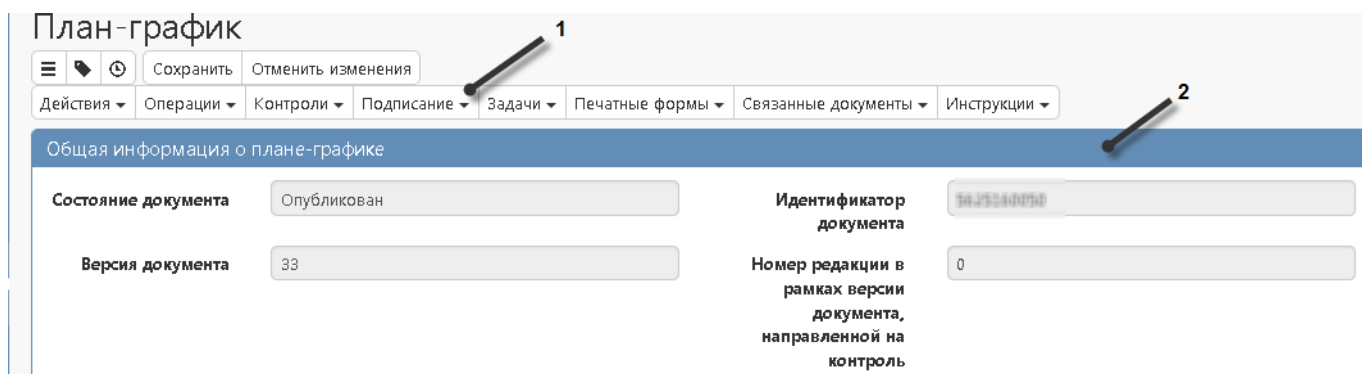 План-график
1
Сохранить Отменить изменения
Действия Операции Контроли Подписание Задачи Печатные формы Связанные документы Инструкции
2
Общая информация о плане-графике
Состояние документа Опубликован Идентификатор
документа
Версия документа 33 Номер редакции в 0
рамках версии
документа,
направленной на
контроль